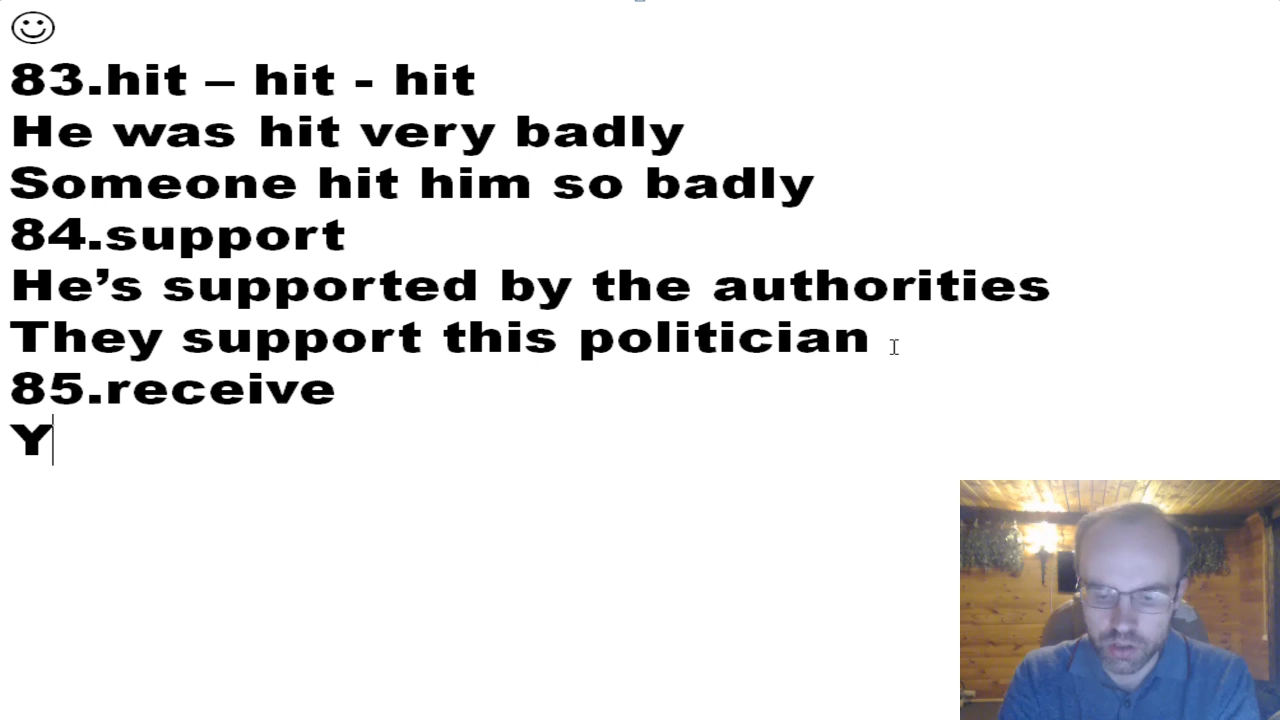 ☺
83.hit – hit - hit
He was hit very badly
Someone hit him so badly
84.support
He’s supported by the authorities
They support this politician
85.receive
Y